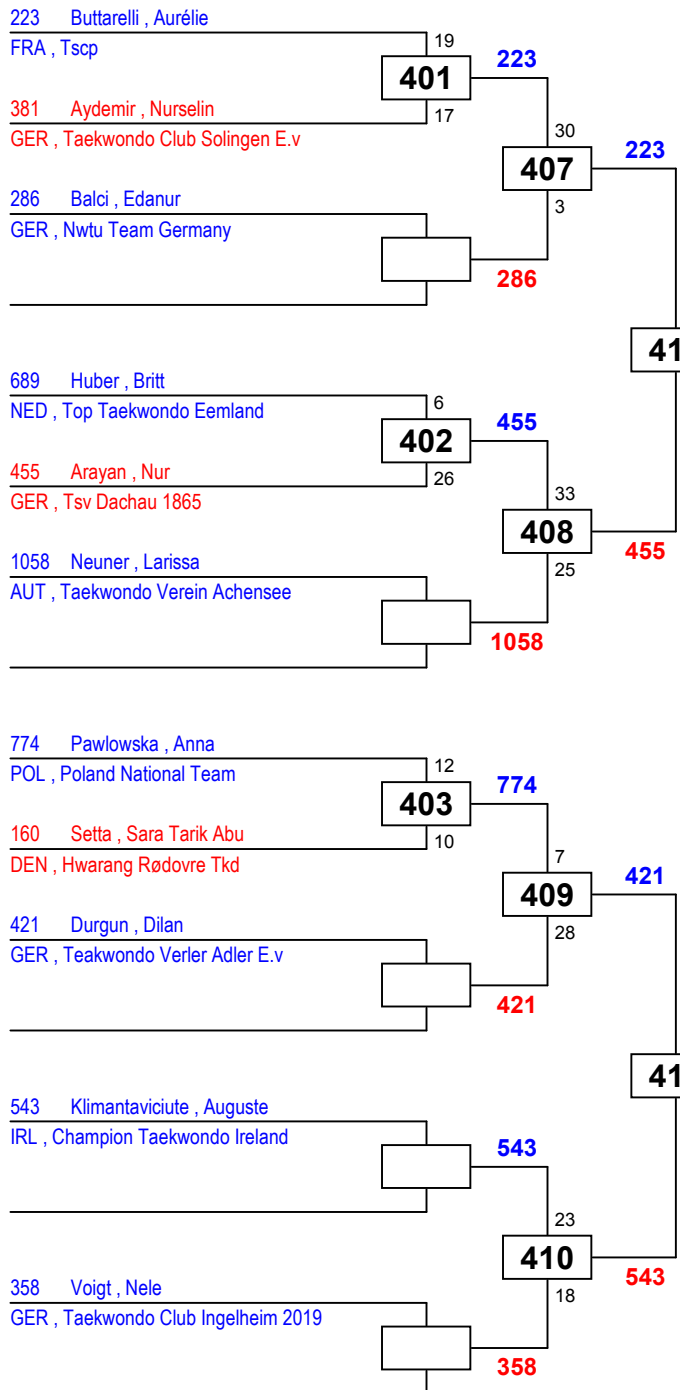 223 Buttarelli , Aurélie
FRA , Tscp
19
401
223
381 Aydemir , Nurselin
17
GER , Taekwondo Club Solingen E.v
30
407
223
286 Balci , Edanur
3
GER , Nwtu Team Germany
286
41
689 Huber , Britt
NED , Top Taekwondo Eemland
6
402
455
455 Arayan , Nur
26
GER , Tsv Dachau 1865
33
408
455
1058 Neuner , Larissa
25
AUT , Taekwondo Verein Achensee
1058
774 Pawlowska , Anna
POL , Poland National Team
12
403
774
160 Setta , Sara Tarik Abu
10
DEN , Hwarang Rødovre Tkd
7
409
421
421 Durgun , Dilan
28
GER , Teakwondo Verler Adler E.v
421
41
543 Klimantaviciute , Auguste
IRL , Champion Taekwondo Ireland
543
23
410
543
358 Voigt , Nele
18
GER , Taekwondo Club Ingelheim 2019
358